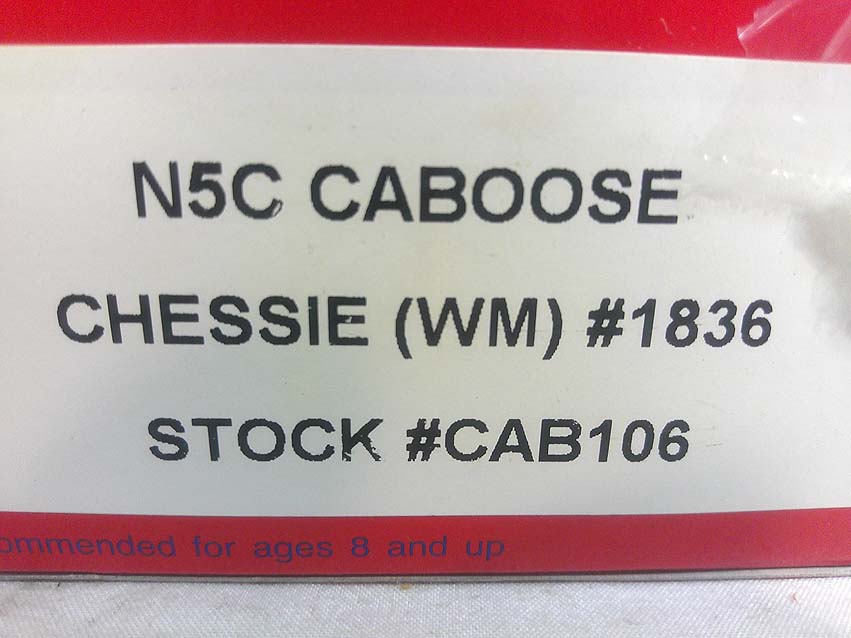 N5C CABOOSE
CHESSIE (WM) #1836
STOCK #CAB106
ommended for ages 8 and up